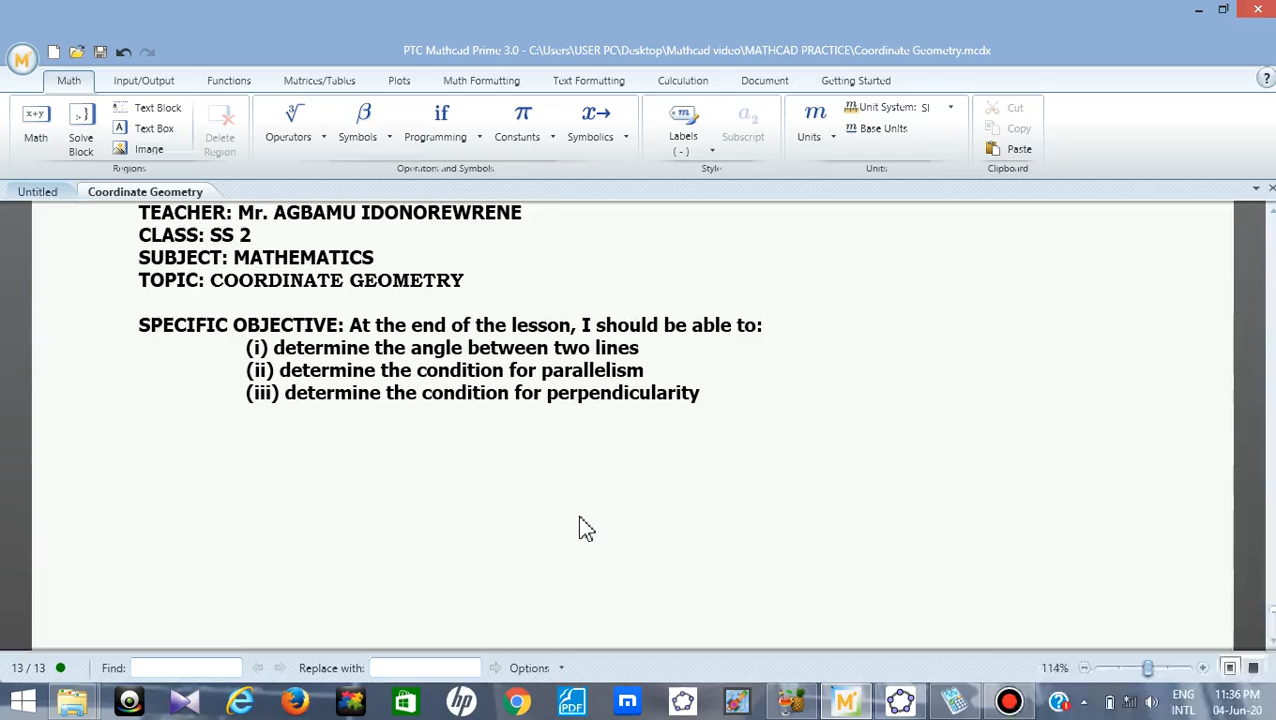 PTC Mathcad Prime 3.0 - C:\Users\USER PC\Desktop\Mathcad video\MATHCAD PRACTICE\Coordinate Geometry.mcdx
Math Input/Output Functions Matrices/Tables Plots Math Formatting Text Formatting Calculation Document Getting Started
Math
Solve Block
Text Block
Text Box
Image
Delete Region
Regions
Operators
Symbols
Programming
Constants
Symbolics
Operators and Symbols
Labels
(-)
Subscript
Style
Units
Unit System: SI
Base Units
Units
Cut
Copy
Paste
Clipboard
Untitled Coordinate Geometry
TEACHER: Mr. AGBAMU IDONOREWRENE
CLASS: SS 2
SUBJECT: MATHEMATICS
TOPIC: COORDINATE GEOMETRY
SPECIFIC OBJECTIVE: At the end of the lesson, I should be able to:
(i) determine the angle between two lines
(ii) determine the condition for parallelism
(iii) determine the condition for perpendicularity
13 / 13 Find: Replace with: Options 114%
ENG 11:36 PM
INTL 04-Jun-20